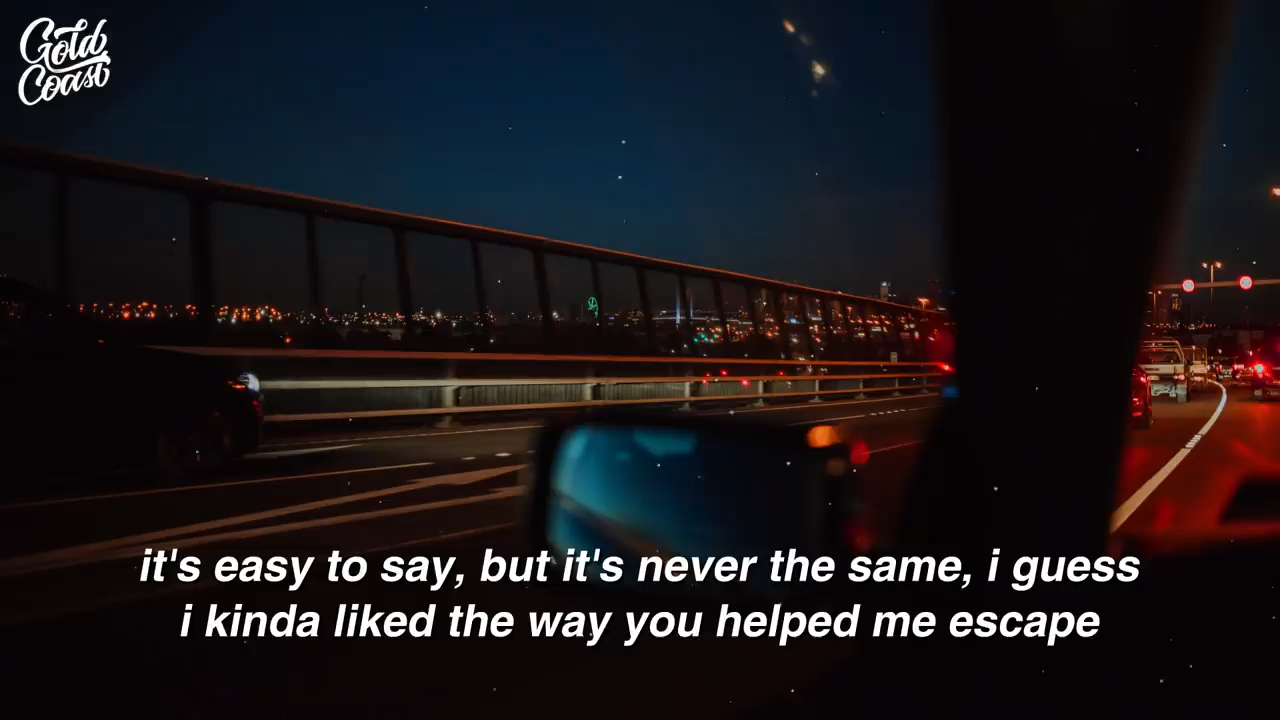 Gold
Coast
it's easy to say, but it's never the same, i guess
i kinda liked the way you helped me escape